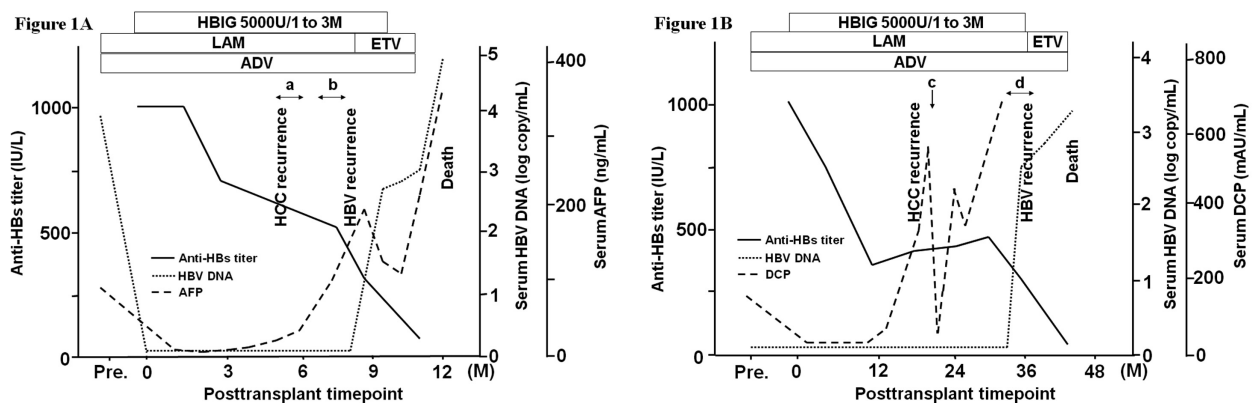 Figure 1A
HBIG 5000U/1 to 3M
LAM
ETV
ADV
a
b
Anti-HBs titer (IU/L)
1000
500
0
HCC recurrence
HBV recurrence
Death
Anti-HBs titer
HBV DNA
AFP
5
4
3
2
1
0
Serum HBV DNA (log copy/mL)
400
200
0
Serum AFP (ng/mL)
Pre.
0
3
6
9
12
(M)
Posttransplant timepoint
Figure 1B
HBIG 5000U/1 to 3M
LAM
ETV
ADV
c
d
Anti-HBs titer (IU/L)
1000
500
0
HCC recurrence
HBV recurrence
Death
Anti-HBs titer
HBV DNA
DCP
4
3
2
1
0
Serum HBV DNA (log copy/mL)
800
600
400
200
0
Serum DCP (mAU/mL)
Pre.
0
12
24
36
48
(M)
Posttransplant timepoint